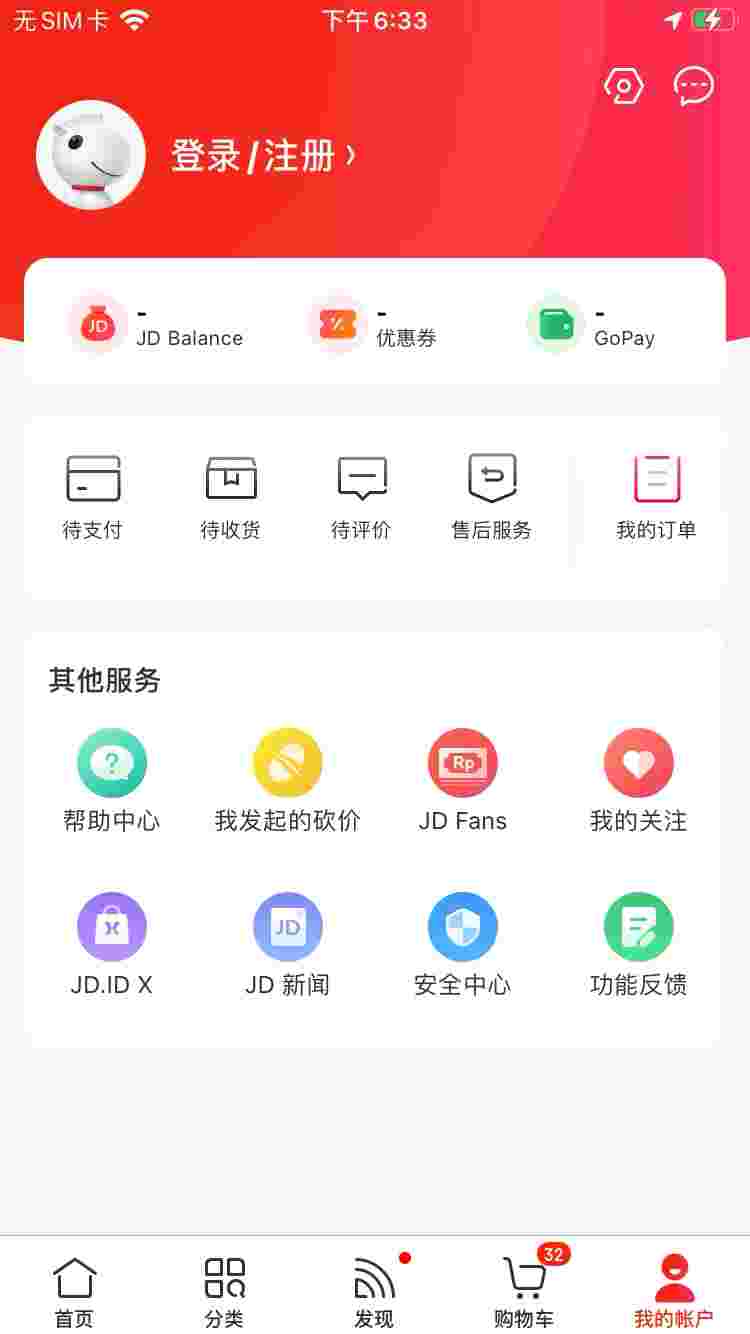 无SIM卡
下午6:33
登录/注册 ›
JD
-
JD Balance
-
优惠券
-
GoPay
待支付
待收货
待评价
售后服务
我的订单
其他服务
?
Rp
帮助中心
我发起的砍价
JD Fans
我的关注
X
JD
JD.ID X
JD 新闻
安全中心
功能反馈
32
首页
分类
发现
购物车
我的帐户